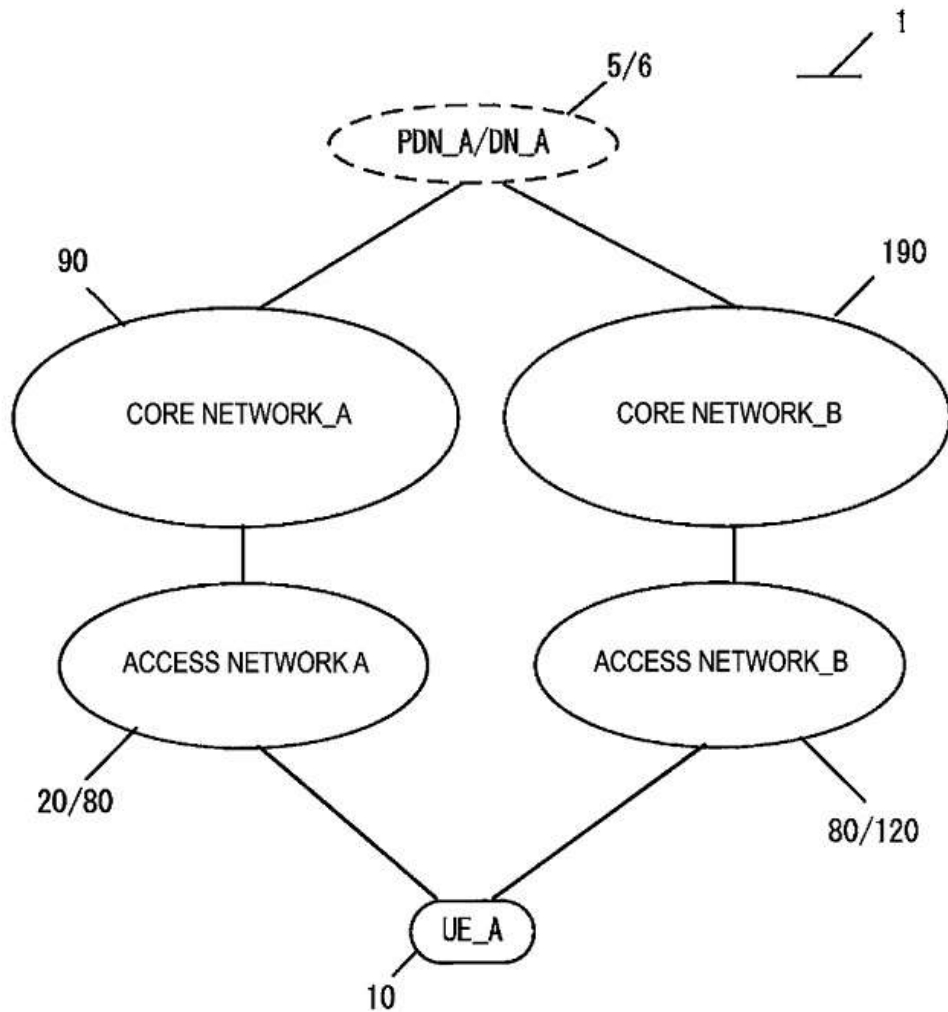 1
5/6
PDN_A/DN_A
90
190
CORE NETWORK_A
CORE NETWORK_B
ACCESS NETWORK A
ACCESS NETWORK_B
20/80
80/120
UE_A
10